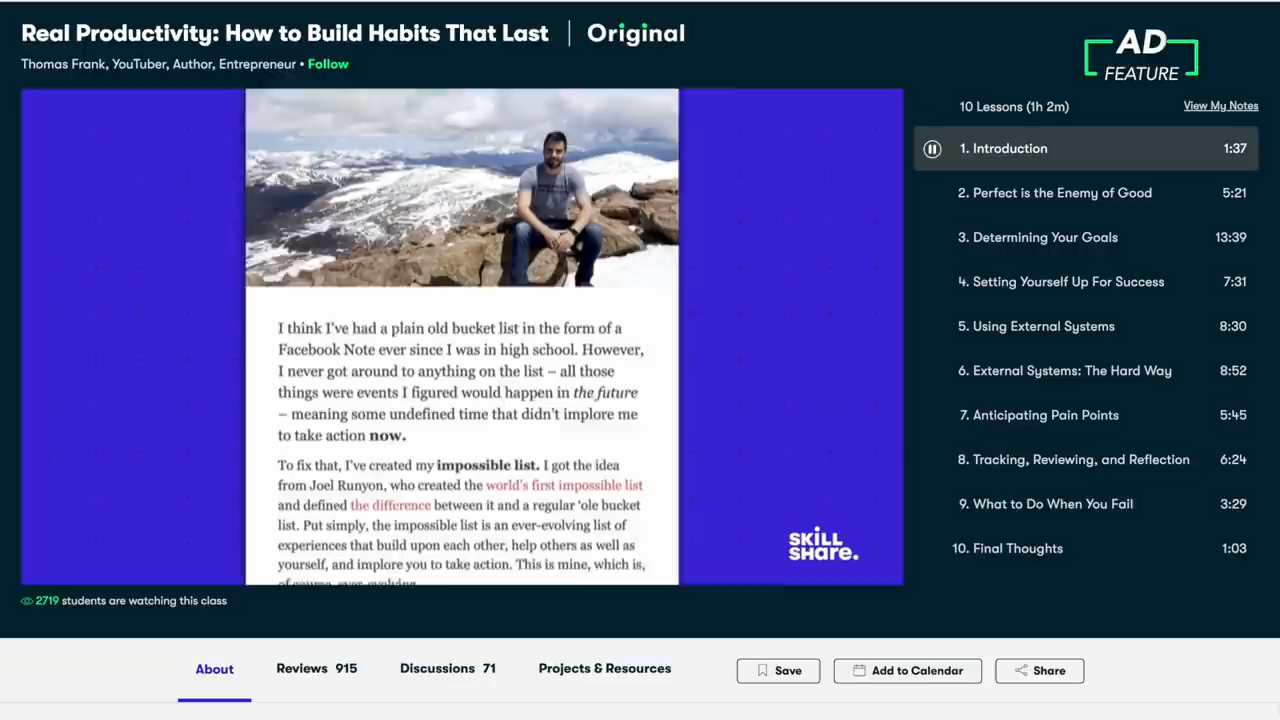 Real Productivity: How to Build Habits That Last | Original
Thomas Frank, YouTuber, Author, Entrepreneur • Follow
AD
FEATURE
10 Lessons (1h 2m)
View My Notes
1. Introduction 1:37
2. Perfect is the Enemy of Good 5:21
3. Determining Your Goals 13:39
4. Setting Yourself Up For Success 7:31
5. Using External Systems 8:30
6. External Systems: The Hard Way 8:52
7. Anticipating Pain Points 5:45
8. Tracking, Reviewing, and Reflection 6:24
9. What to Do When You Fail 3:29
10. Final Thoughts 1:03
I think I've had a plain old bucket list in the form of a
Facebook Note ever since I was in high school. However,
I never got around to anything on the list – all those
things were events I figured would happen in the future
– meaning some undefined time that didn't implore me
to take action now.
To fix that, I've created my impossible list. I got the idea
from Joel Runyon, who created the world's first impossible list
and defined the difference between it and a regular 'ole bucket
list. Put simply, the impossible list is an ever-evolving list of
experiences that build upon each other, help others as well as
yourself, and implore you to take action. This is mine, which is,
of course, ever-evolving.
SKILL
SHARE.
2719 students are watching this class
About
Reviews 915
Discussions 71
Projects & Resources
Save
Add to Calendar
Share